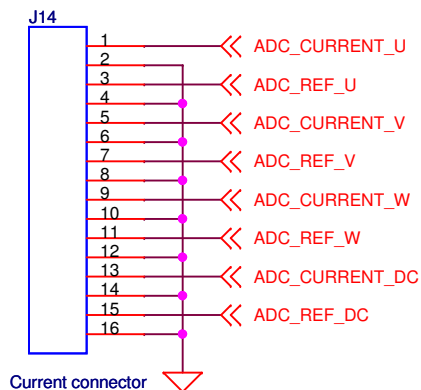 J14
1 ADC_CURRENT_U
2
3 ADC_REF_U
4
5 ADC_CURRENT_V
6
7 ADC_REF_V
8
9 ADC_CURRENT_W
10
11 ADC_REF_W
12
13 ADC_CURRENT_DC
14
15 ADC_REF_DC
16
Current connector